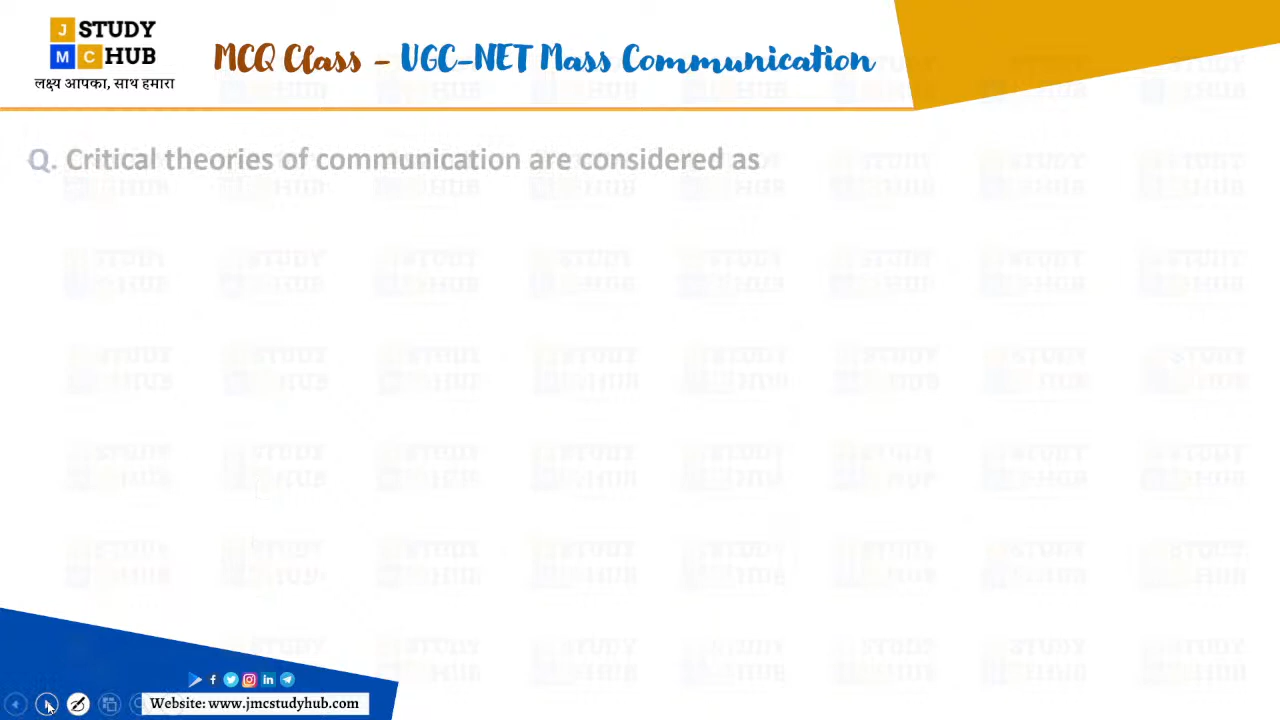 J STUDY
MC HUB
लक्ष्य आपका, साथ हमारा
MCQ Class - UGC-NET Mass Communication
Q. Critical theories of communication are considered as
Website: www.jmcstudyhub.com